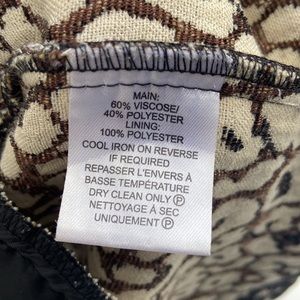 MAIN:
60% VISCOSE/
40% POLYESTER
LINING:
100% POLYESTER
COOL IRON ON REVERSE
IF REQUIRED
REPASSER L'ENVERS À
BASSE TEMPÉRATURE
DRY CLEAN ONLY Ⓟ
NETTOYAGE À SEC
UNIQUEMENT Ⓟ